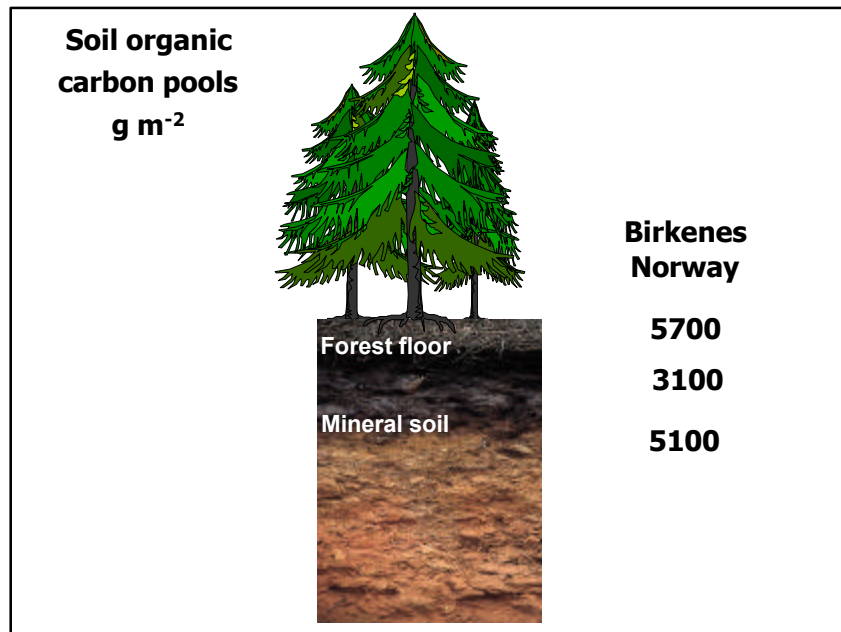 Soil organic
carbon pools
g m-2
Birkenes
Norway
5700
Forest floor
3100
Mineral soil
5100